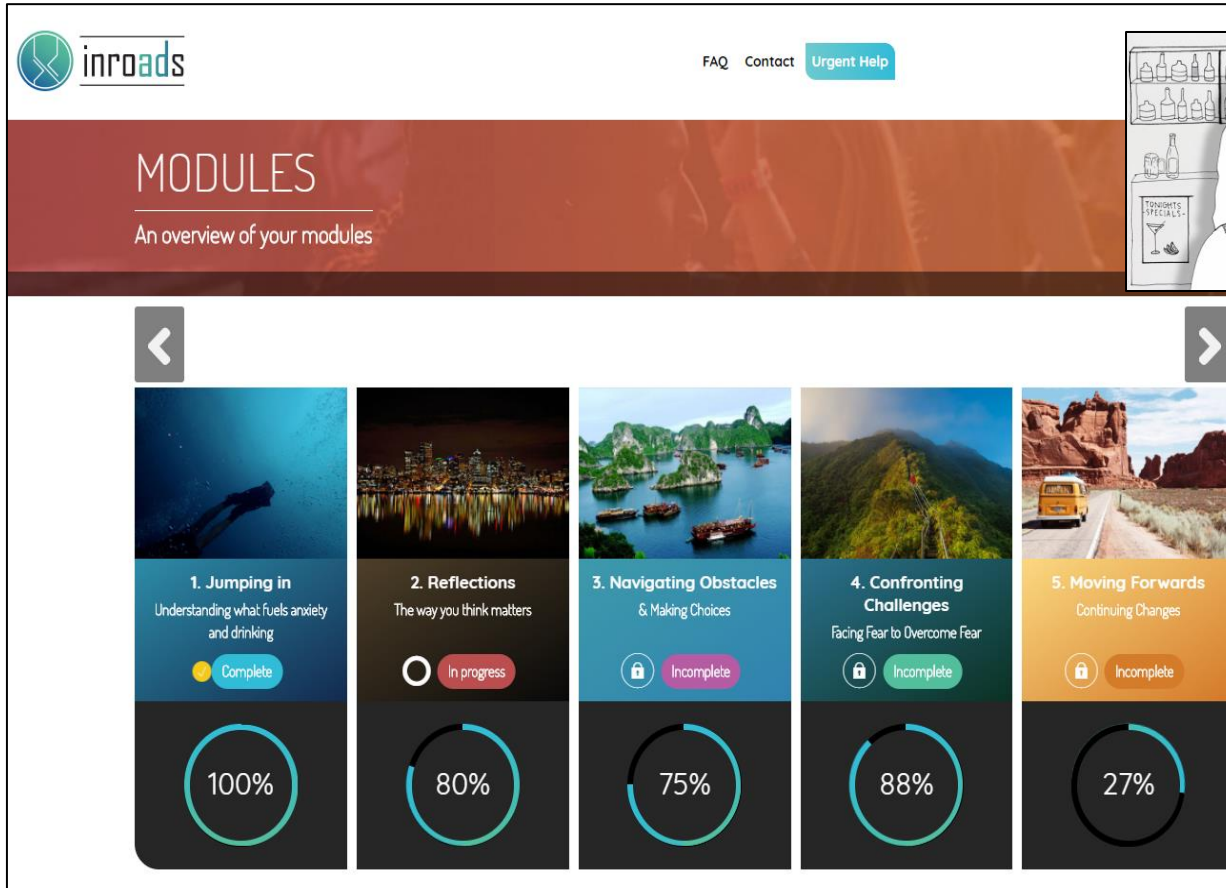 inroads
FAQ Contact Urgent Help
MODULES
An overview of your modules
TONIGHTS
-SPECIALS-
1. Jumping in
Understanding what fuels anxiety
and drinking
Complete
100%
2. Reflections
The way you think matters
In progress
80%
3. Navigating Obstacles
& Making Choices
Incomplete
75%
4. Confronting
Challenges
Facing Fear to Overcome Fear
Incomplete
88%
5. Moving Forwards
Continuing Changes
Incomplete
27%